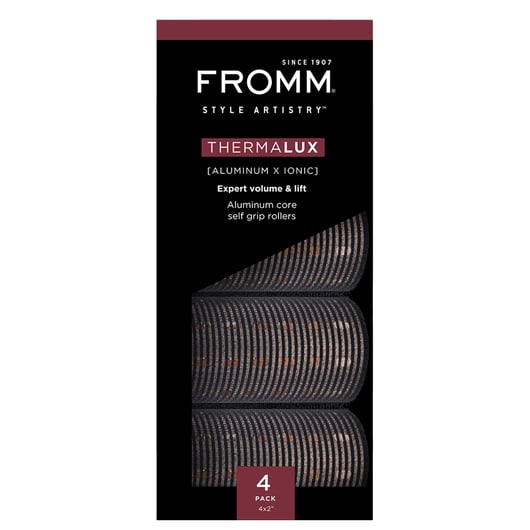 SINCE 1907
FROMM®
STYLE ARTISTRY™
THERMALUX
[ALUMINUM X IONIC]
Expert volume & lift
Aluminum core
self grip rollers
4
PACK
4x2"